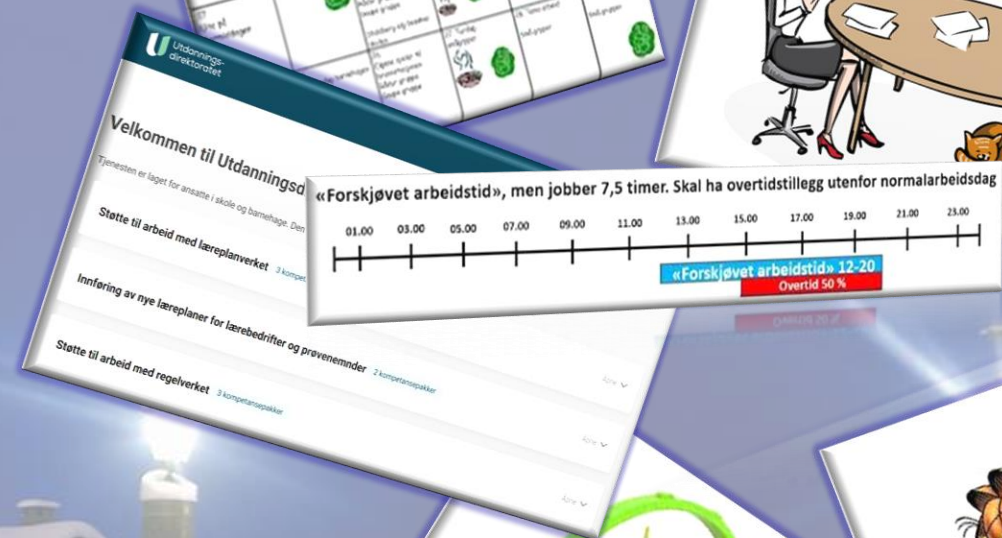 Utdannings-
direktoratet
Velkommen til Utdanningsd
Tjenesten er laget for ansatte i skole og barnehage. Den
Støtte til arbeid med læreplanverket 3 kompet
Innføring av nye læreplaner for lærebedrifter og prøvenemnder 2 kompetansepakker
Åpne
Støtte til arbeid med regelverket 3 kompetansepakker
Åpne
Åpne
«Forskjøvet arbeidstid», men jobber 7,5 timer. Skal ha overtidstillegg utenfor normalarbeidsdag
01.00 03.00 05.00 07.00 09.00 11.00 13.00 15.00 17.00 19.00 21.00 23.00
«Forskjøvet arbeidstid» 12-20
Overtid 50 %